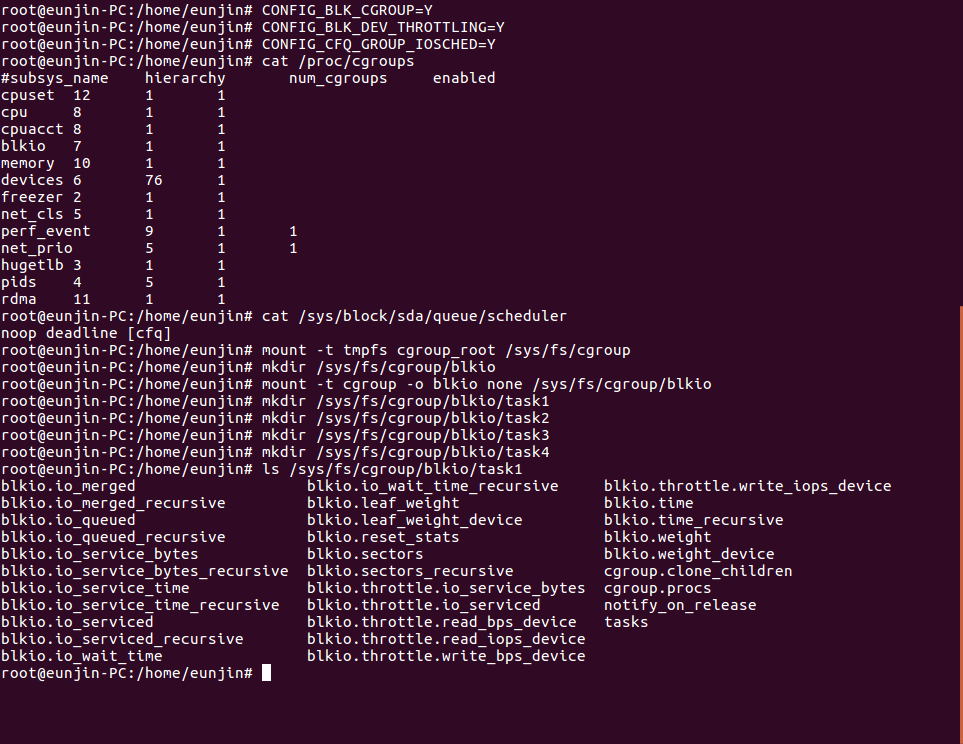 root@eunjin-PC:/home/eunjin# CONFIG_BLK_CGROUP=Y
root@eunjin-PC:/home/eunjin# CONFIG_BLK_DEV_THROTTLING=Y
root@eunjin-PC:/home/eunjin# CONFIG_CFQ_GROUP_IOSCHED=Y
root@eunjin-PC:/home/eunjin# cat /proc/cgroups
#subsys_name hierarchy num_cgroups enabled
cpuset 12 1 1
cpu 8 1 1
cpuacct 8 1 1
blkio 7 1 1
memory 10 1 1
devices 6 76 1
freezer 2 1 1
net_cls 5 1 1
perf_event 9 1 1
net_prio 5 1 1
hugetlb 3 1 1
pids 4 5 1
rdma 11 1 1
root@eunjin-PC:/home/eunjin# cat /sys/block/sda/queue/scheduler
noop deadline [cfq]
root@eunjin-PC:/home/eunjin# mount -t tmpfs cgroup_root /sys/fs/cgroup
root@eunjin-PC:/home/eunjin# mkdir /sys/fs/cgroup/blkio
root@eunjin-PC:/home/eunjin# mount -t cgroup -o blkio none /sys/fs/cgroup/blkio
root@eunjin-PC:/home/eunjin# mkdir /sys/fs/cgroup/blkio/task1
root@eunjin-PC:/home/eunjin# mkdir /sys/fs/cgroup/blkio/task2
root@eunjin-PC:/home/eunjin# mkdir /sys/fs/cgroup/blkio/task3
root@eunjin-PC:/home/eunjin# mkdir /sys/fs/cgroup/blkio/task4
root@eunjin-PC:/home/eunjin# ls /sys/fs/cgroup/blkio/task1
blkio.io_merged blkio.io_wait_time_recursive blkio.throttle.write_iops_device
blkio.io_merged_recursive blkio.leaf_weight blkio.time
blkio.io_queued blkio.leaf_weight_device blkio.time_recursive
blkio.io_queued_recursive blkio.reset_stats blkio.weight
blkio.io_service_bytes blkio.sectors blkio.weight_device
blkio.io_service_bytes_recursive blkio.sectors_recursive cgroup.clone_children
blkio.io_service_time blkio.throttle.io_service_bytes cgroup.procs
blkio.io_service_time_recursive blkio.throttle.io_serviced notify_on_release
blkio.io_serviced blkio.throttle.read_bps_device tasks
blkio.io_serviced_recursive blkio.throttle.read_iops_device
blkio.io_wait_time blkio.throttle.write_bps_device
root@eunjin-PC:/home/eunjin#